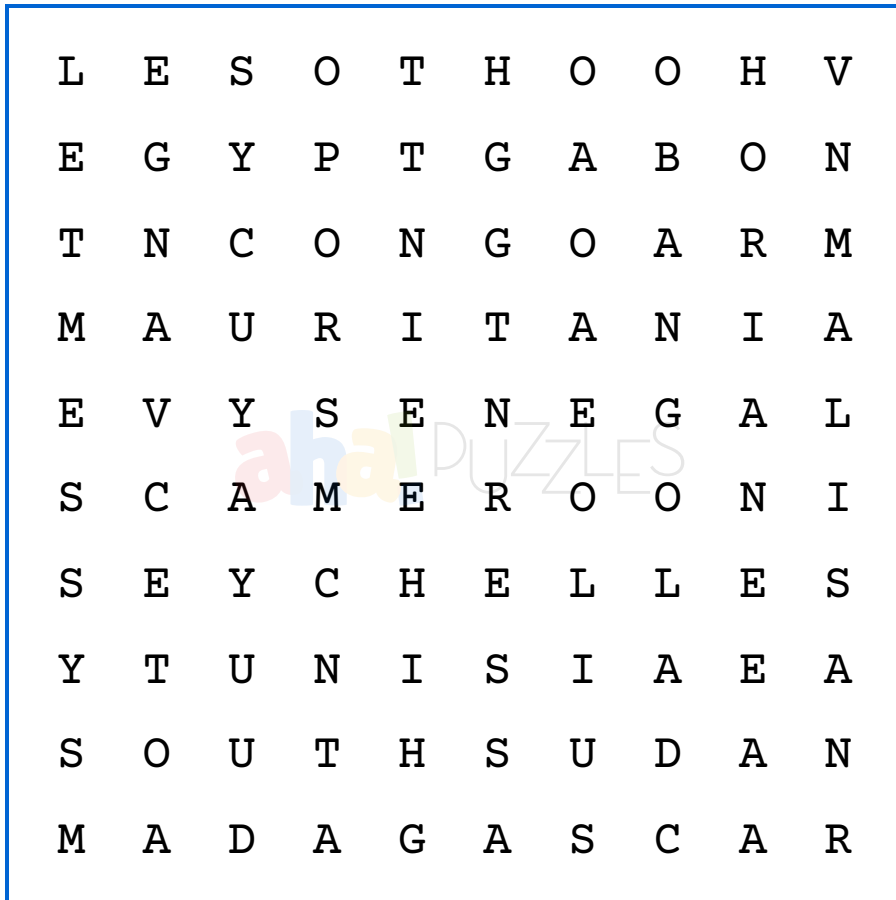 L E S O T H O O H V
E G Y P T G A B O N
T N C O N G O A R M
M A U R I T A N I A
E V Y S E N E G A L
aha! PUZZLES
S C A M E R O O N I
S E Y C H E L L E S
Y T U N I S I A E A
S O U T H S U D A N
M A D A G A S C A R